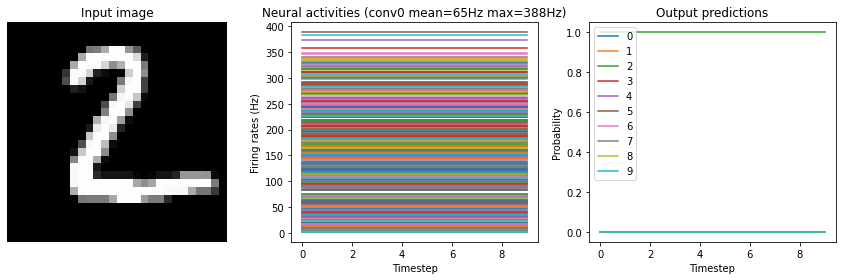 Input image
2
Neural activities (conv0 mean=65Hz max=388Hz)
Firing rates (Hz)
400
350
300
250
200
150
100
50
0
0 2 4 6 8
Timestep
Output predictions
Probability
1.0
0.8
0.6
0.4
0.2
0.0
0
1
2
3
4
5
6
7
8
9
0 2 4 6 8
Timestep